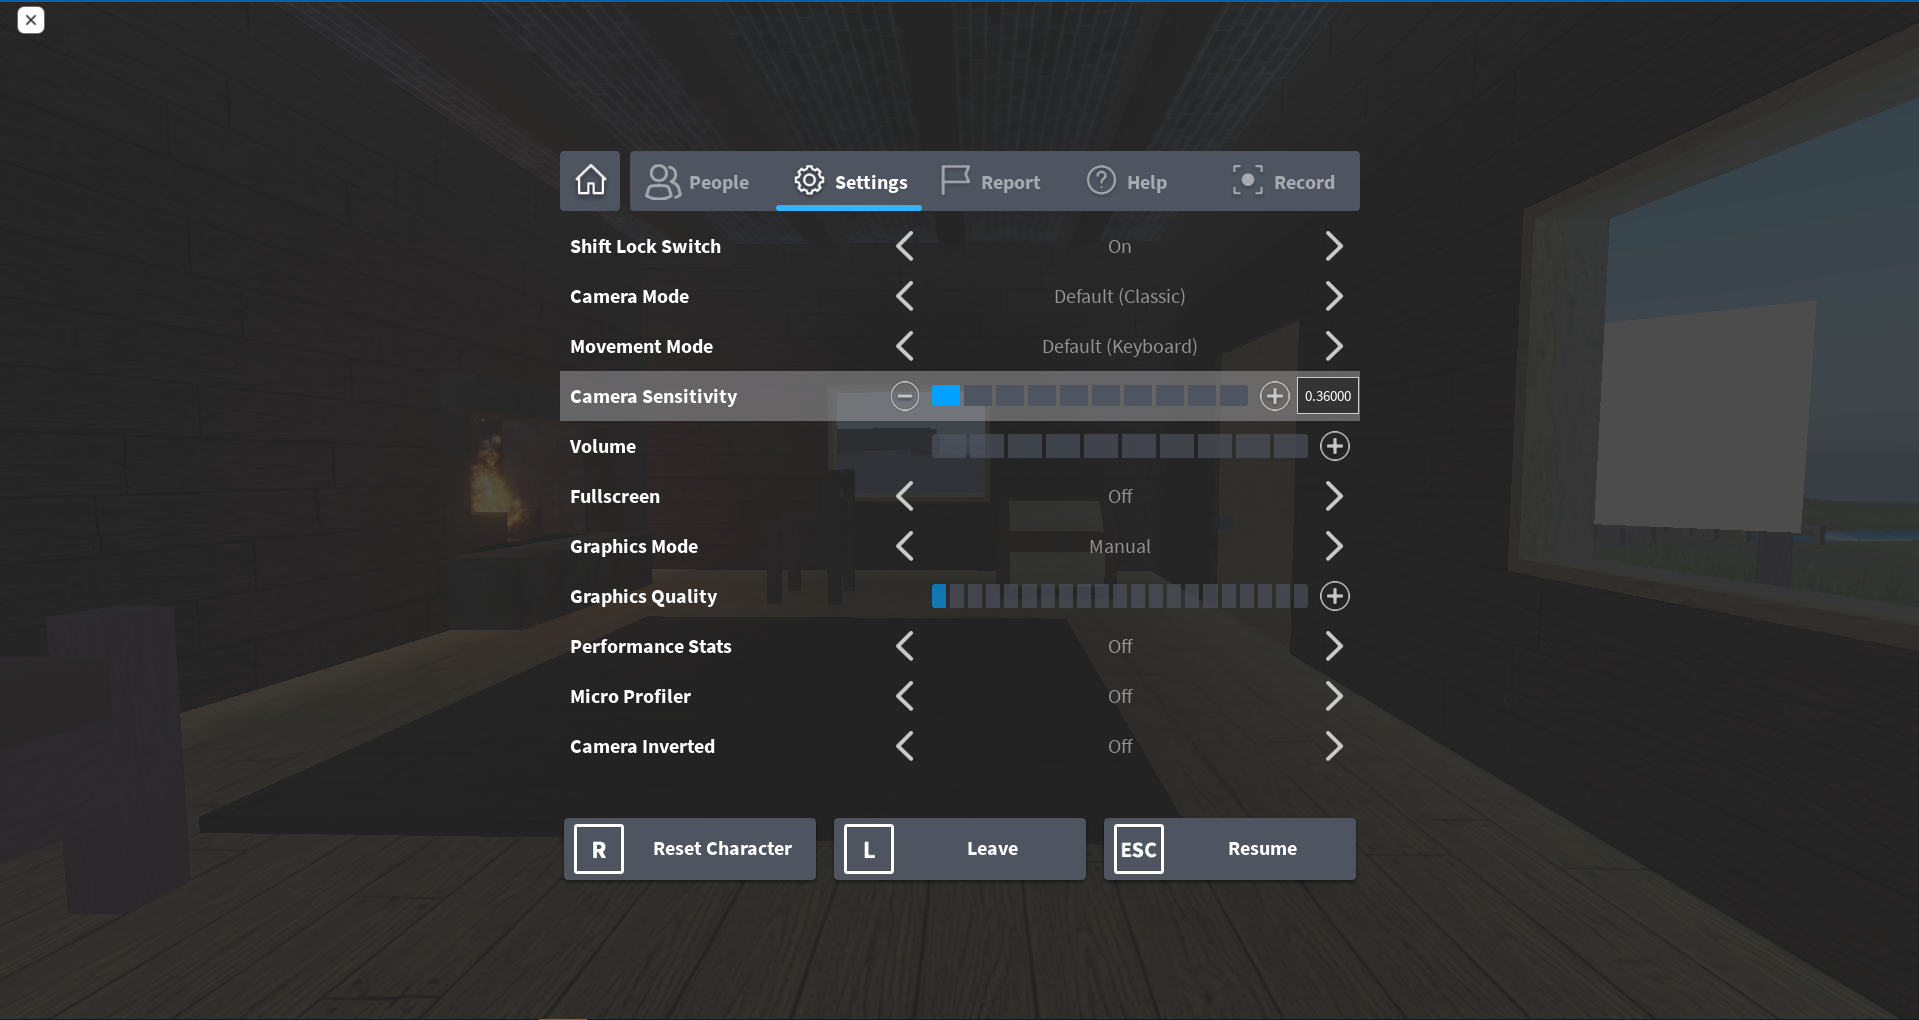 People Settings Report Help Record
Shift Lock Switch On
Camera Mode Default (Classic)
Movement Mode Default (Keyboard)
Camera Sensitivity 0.36000
Volume
Fullscreen Off
Graphics Mode Manual
Graphics Quality
Performance Stats Off
Micro Profiler Off
Camera Inverted Off
R Reset Character L Leave ESC Resume